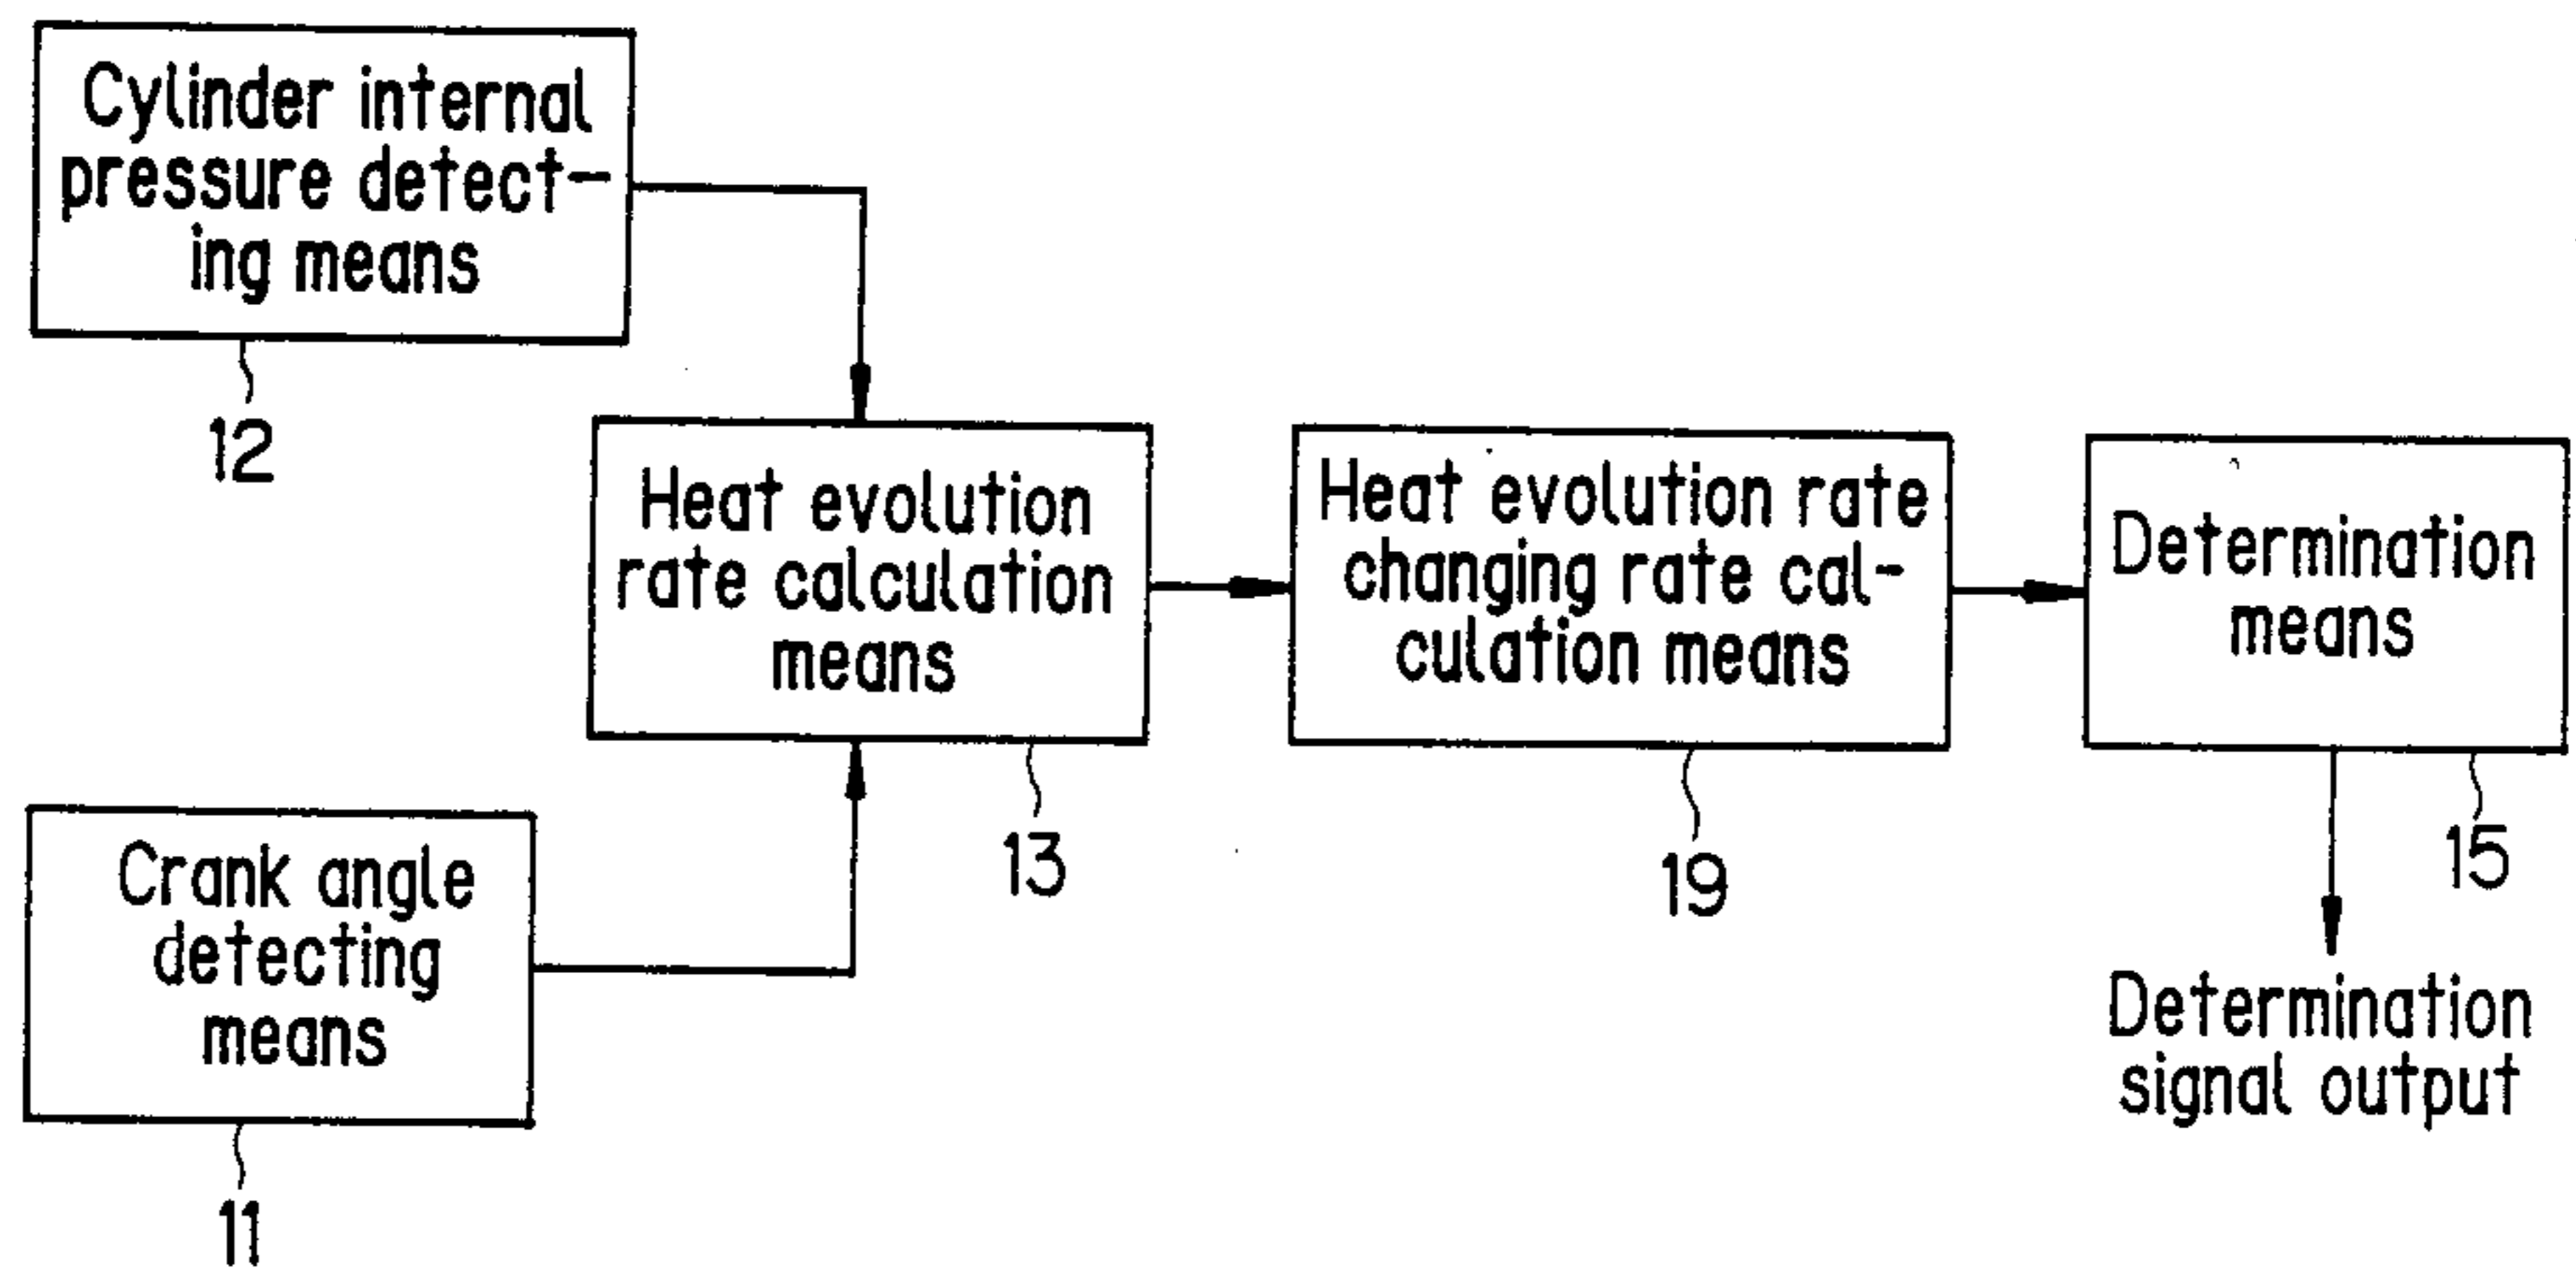 Cylinder internal
pressure detect-
ing means
12
Heat evolution
rate calculation
means
13
Heat evolution rate
changing rate cal-
culation means
19
Determination
means
15
Determination
signal output
Crank angle
detecting
means
11